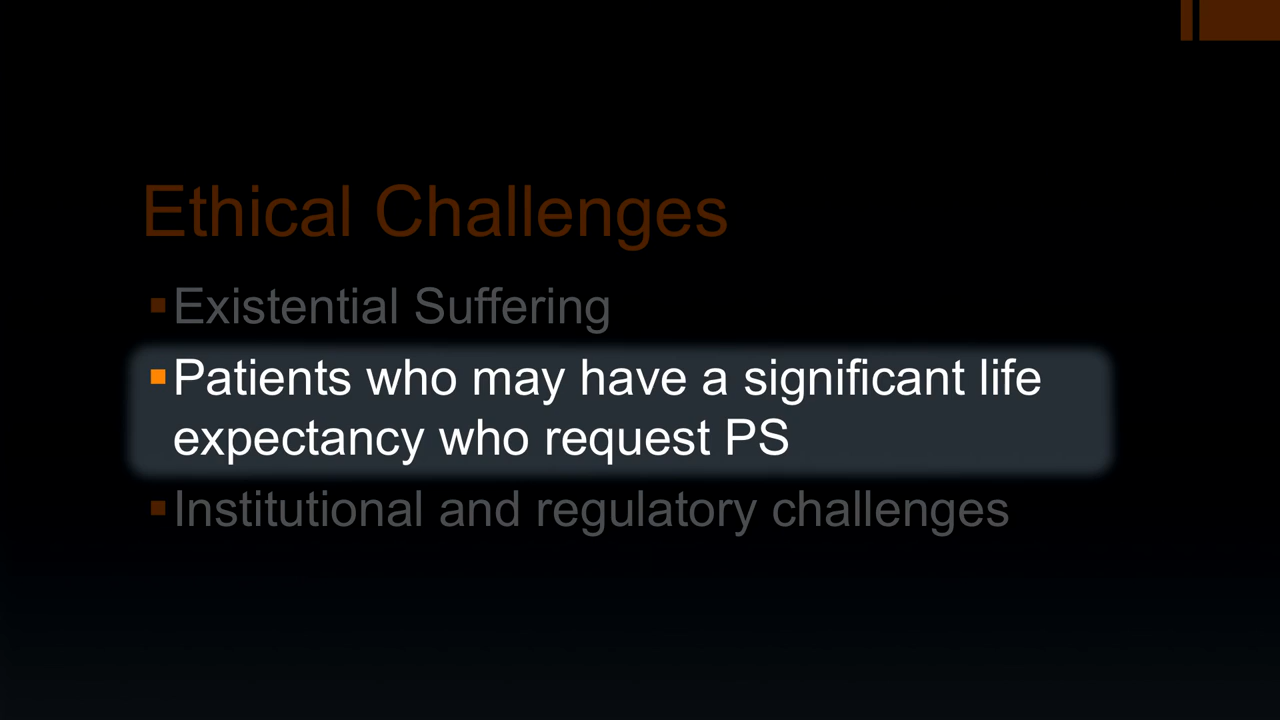 Ethical Challenges
▪Existential Suffering
▪Patients who may have a significant life
expectancy who request PS
▪Institutional and regulatory challenges